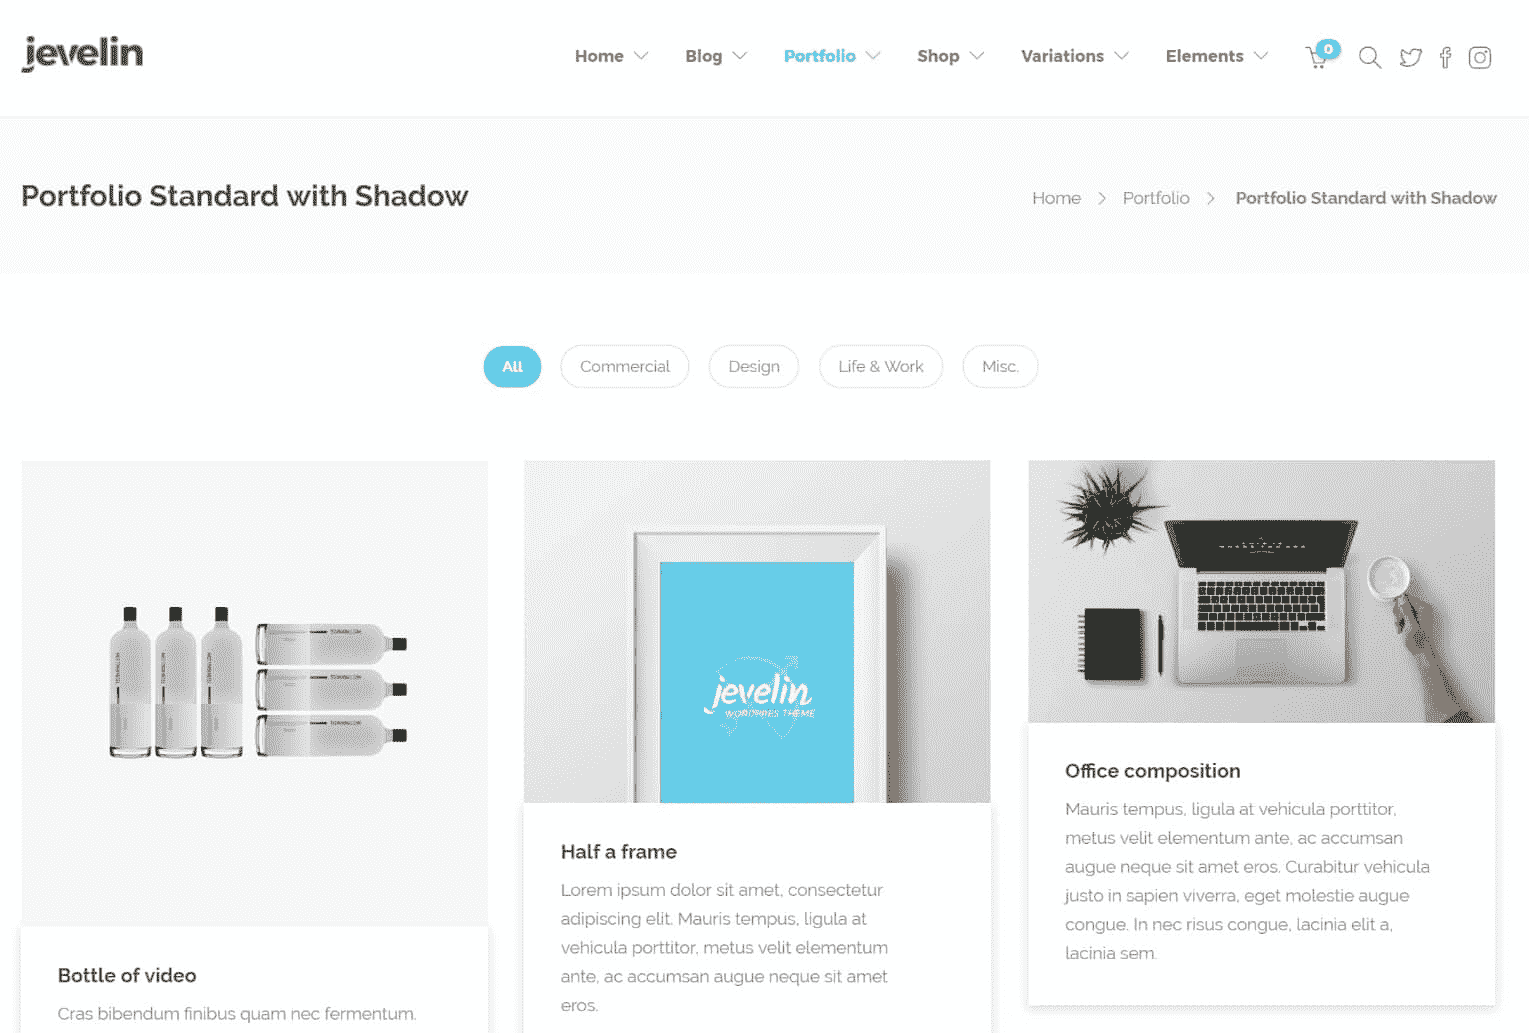 jevelin
Home Blog Portfolio Shop Variations Elements 0
Portfolio Standard with Shadow
Home Portfolio Portfolio Standard with Shadow
All Commercial Design Life & Work Misc.
jevelin
WORDPRES THEME
Office composition
Mauris tempus, ligula at vehicula porttitor,
metus velit elementum ante, ac accumsan
augue neque sit amet eros. Curabitur vehicula
justo in sapien viverra, eget molestie augue
congue. In nec risus congue, lacinia elit a,
lacinia sem.
Half a frame
Lorem ipsum dolor sit amet, consectetur
adipiscing elit. Mauris tempus, ligula at
vehicula porttitor, metus velit elementum
ante, ac accumsan augue neque sit amet
eros.
Bottle of video
Cras bibendum finibus quam nec fermentum.